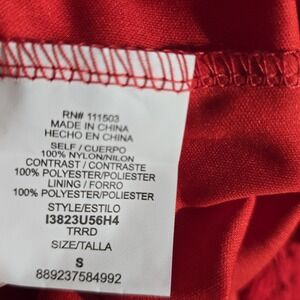 RN# 111503
MADE IN CHINA
HECHO EN CHINA
SELF / CUERPO
100% NYLON/NILON
CONTRAST / CONTRASTE
100% POLYESTER/POLIESTER
LINING / FORRO
100% POLYESTER/POLIESTER
STYLE/ESTILO
I3823U56H4
TRRD
SIZE/TALLA
S
889237584992